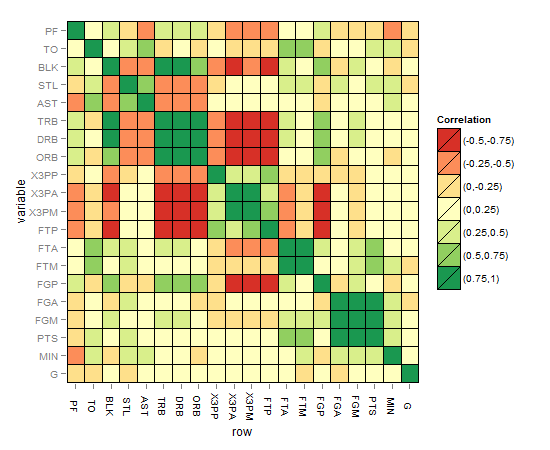 PF
TO
BLK
STL
AST
TRB
DRB
ORB
X3PP
X3PA
X3PM
FTP
FTA
FTM
FGP
FGA
FGM
PTS
MIN
G
variable
PF TO BLK STL AST TRB DRB ORB X3PP X3PA X3PM FTP FTA FTM FGP FGA FGM PTS MIN G
row
Correlation
(-0.5,-0.75)
(-0.25,-0.5)
(0,-0.25)
(0,0.25)
(0.25,0.5)
(0.5,0.75)
(0.75,1)